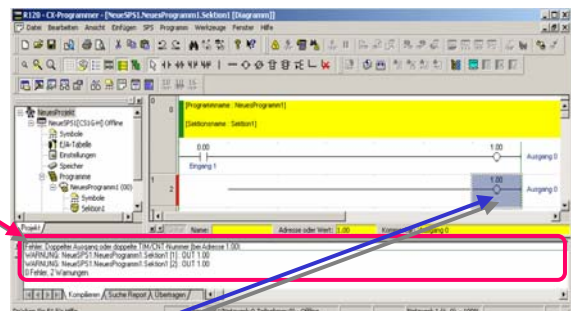 R120 - CX-Programmer - [NeueSPS1.NeuesProgramm1.Sektion1 [Diagramm]]
Datei Bearbeiten Ansicht Einfügen SPS Programm Werkzeuge Fenster Hilfe
NeuesProjekt
NeueSPS1[CS1G-H] Offline
Symbole
E/A-Tabelle
Einstellungen
Speicher
Programme
NeuesProgramm1 (00)
Symbole
Sektion1
Projekt
0
0
[Programmname : NeuesProgramm1]
[Sektionsname : Sektion1]
0.00
Eingang 1
1.00
Ausgang 0
1
2
1.00
Ausgang 0
Name:
Adresse oder Wert: 1.00
Ausgang 0
Fehler: Doppelter Ausgang oder doppelte TIM/CNT-Nummer (bei Adresse 1.00)
WARNUNG: NeueSPS1.NeuesProgramm1.Sektion1 [1] : OUT 1.00
WARNUNG: NeueSPS1.NeuesProgramm1.Sektion1 [2] : OUT 1.00
0 Fehler, 2 Warnungen.
Kompilieren / Suche Report / Übertragen